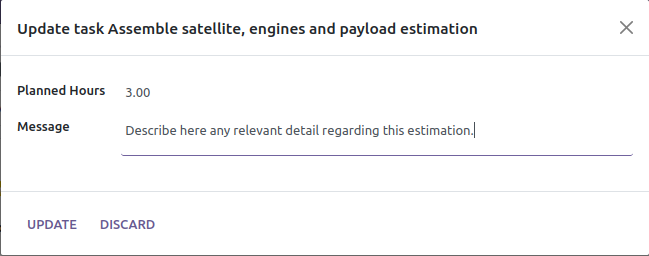 Update task Assemble satellite, engines and payload estimation
Planned Hours 3.00
Message Describe here any relevant detail regarding this estimation.
UPDATE DISCARD